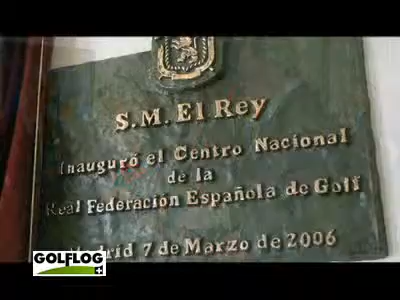 S.M. El Rey
Inauguró el Centro Nacional
de la
Real Federación Española de Golf
Madrid 7 de Marzo de 2006
GOLFLOG